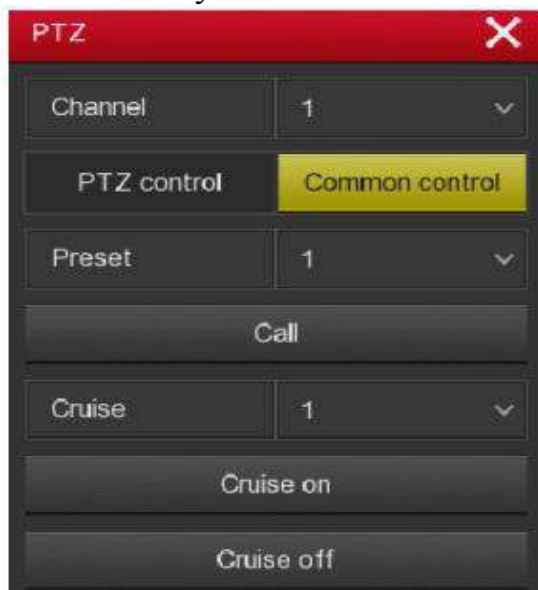 PTZ
Channel 1
PTZ control Common control
Preset 1
Call
Cruise 1
Cruise on
Cruise off